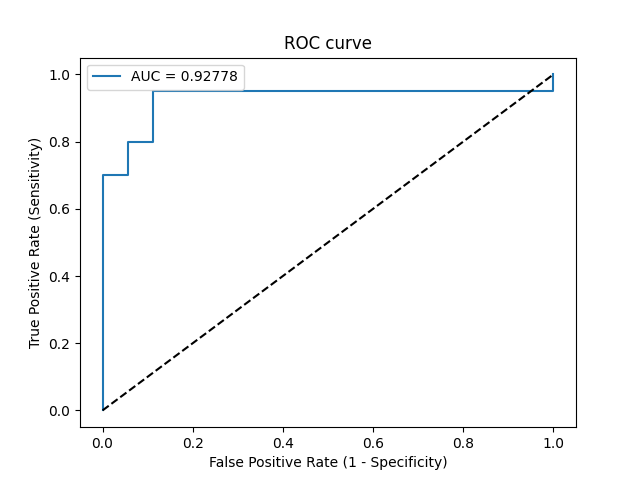 ROC curve
AUC = 0.92778
1.0
0.8
0.6
0.4
0.2
0.0
True Positive Rate (Sensitivity)
0.0 0.2 0.4 0.6 0.8 1.0
False Positive Rate (1 - Specificity)